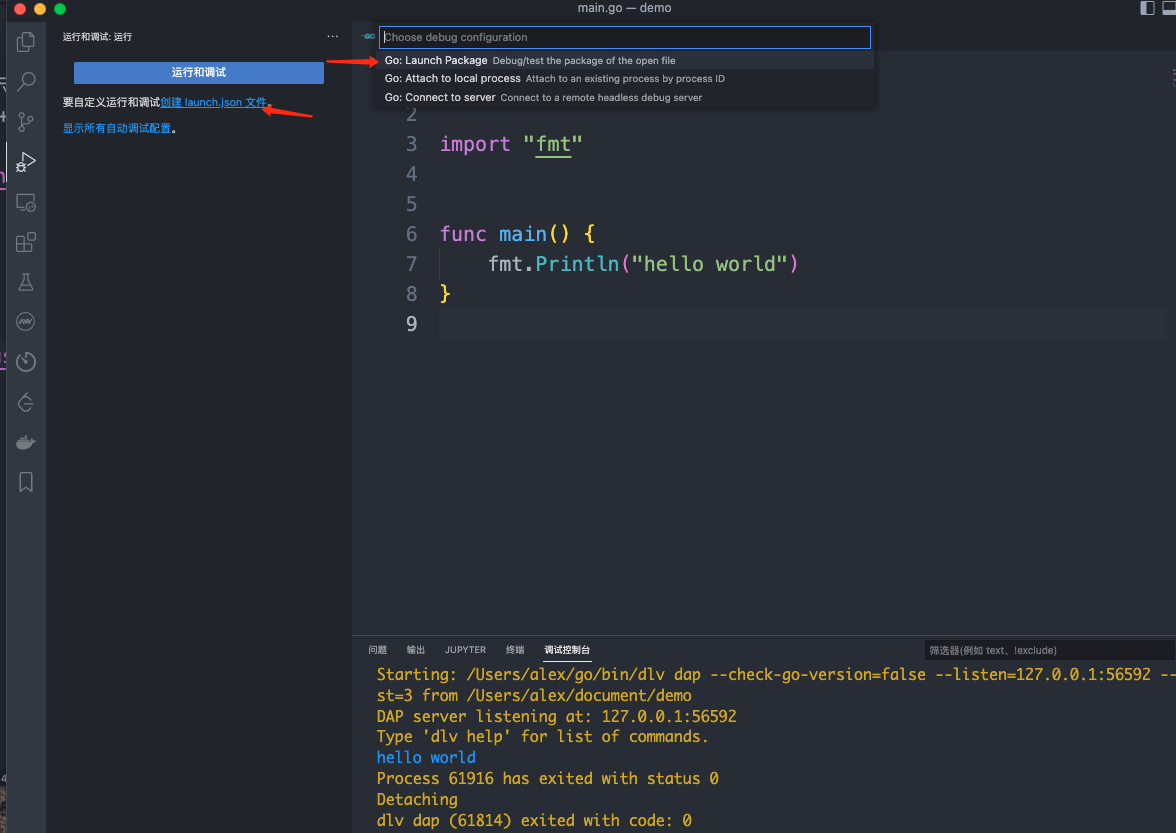 main.go — demo
运行和调试: 运行
···
运行和调试
要自定义运行和调试创建 launch.json 文件。
显示所有自动调试配置。
GO
Choose debug configuration
Go: Launch Package Debug/test the package of the open file
Go: Attach to local process Attach to an existing process by process ID
Go: Connect to server Connect to a remote headless debug server
2
3 import "fmt"
4
5
6 func main() {
7 fmt.Println("hello world")
8 }
9
问题 输出 JUPYTER 终端 调试控制台 筛选器(例如 text、!exclude)
Starting: /Users/alex/go/bin/dlv dap --check-go-version=false --listen=127.0.0.1:56592 --
st=3 from /Users/alex/document/demo
DAP server listening at: 127.0.0.1:56592
Type 'dlv help' for list of commands.
hello world
Process 61916 has exited with status 0
Detaching
dlv dap (61814) exited with code: 0